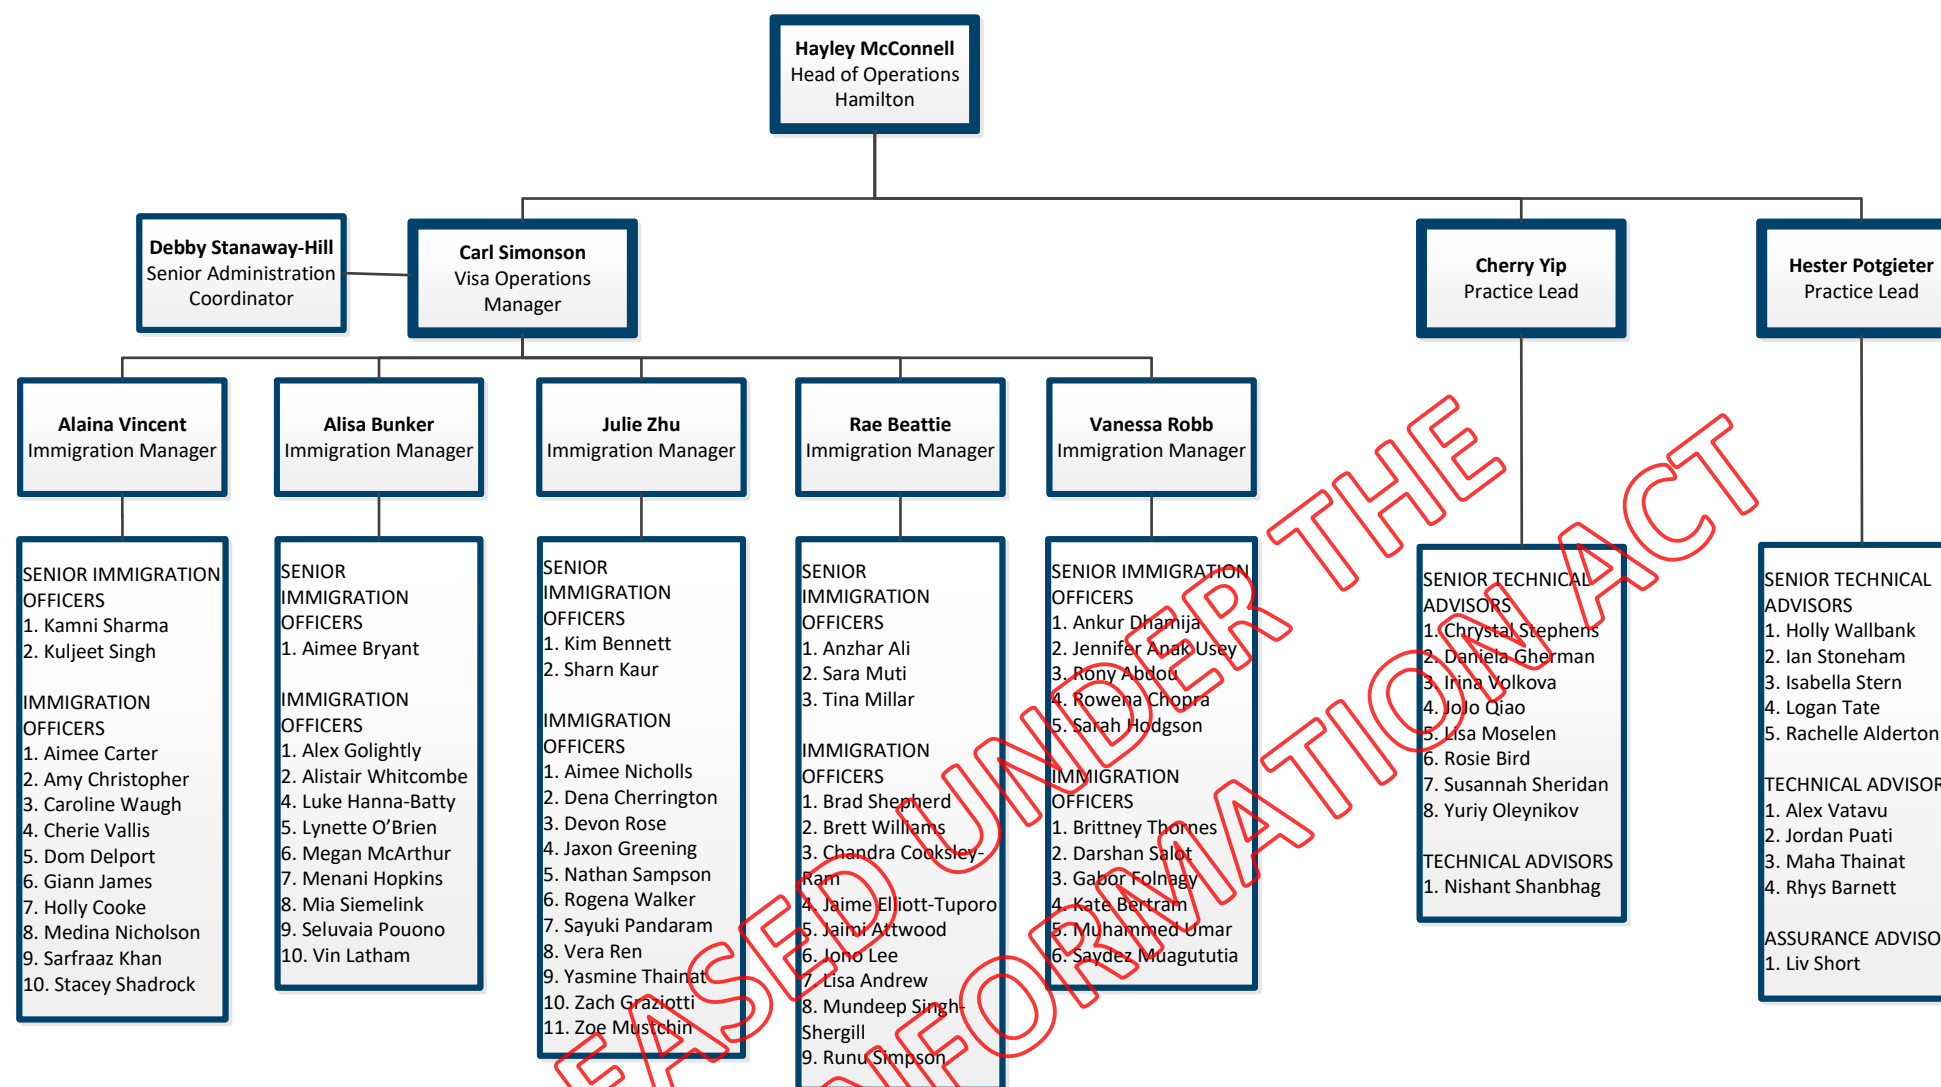 Hayley McConnell
Head of Operations
Hamilton
Debby Stanaway-Hill
Senior Administration
Coordinator
Carl Simonson
Visa Operations
Manager
Cherry Yip
Practice Lead
Hester Potgieter
Practice Lead
Alaina Vincent
Immigration Manager
Alisa Bunker
Immigration Manager
Julie Zhu
Immigration Manager
Rae Beattie
Immigration Manager
Vanessa Robb
Immigration Manager
SENIOR IMMIGRATION
OFFICERS
1. Kamni Sharma
2. Kuljeet Singh
IMMIGRATION
OFFICERS
1. Aimee Carter
2. Amy Christopher
3. Caroline Waugh
4. Cherie Vallis
5. Dom Delport
6. Giann James
7. Holly Cooke
8. Medina Nicholson
9. Sarfraaz Khan
10. Stacey Shadrock
SENIOR
IMMIGRATION
OFFICERS
1. Aimee Bryant
IMMIGRATION
OFFICERS
1. Alex Golightly
2. Alistair Whitcombe
4. Luke Hanna-Batty
5. Lynette O’Brien
6. Megan McArthur
7. Menani Hopkins
8. Mia Siemelink
9. Seluvaia Pouono
10. Vin Latham
SENIOR
IMMIGRATION
OFFICERS
1. Kim Bennett
2. Sharn Kaur
IMMIGRATION
OFFICERS
1. Aimee Nicholls
2. Dena Cherrington
3. Devon Rose
4. Jaxon Greening
5. Nathan Sampson
6. Rogena Walker
7. Sayuki Pandaram
8. Vera Ren
9. Yasmine Thainat
10. Zach Graziotti
11. Zoe Mustchin
SENIOR
IMMIGRATION
OFFICERS
1. Anzhar Ali
2. Sara Muti
3. Tina Millar
IMMIGRATION
OFFICERS
1. Brad Shepherd
2. Brett Williams
3. Chandra Cooksley-
Ram
4. Jaime Elliott-Tuporo
5. Jaimi Attwood
6. Joho Lee
7. Lisa Andrew
8. Mundeep Singh-
Shergill
9. Runu Simpson
SENIOR IMMIGRATION
OFFICERS
1. Ankur Dhamija
2. Jennifer Anak Usey
3. Rony Abdou
4. Rowena Chopra
5. Sarah Hodgson
IMMIGRATION
OFFICERS
1. Brittney Thornes
2. Darshan Salot
3. Gabor Folnagy
4. Kate Bertram
5. Muhammed Umar
6. Saydez Muagututia
SENIOR TECHNICAL
ADVISORS
1. Chrystal Stephens
2. Daniela Gherman
3. Irina Volkova
4. JoJo Qiao
5. Lisa Moselen
6. Rosie Bird
7. Susannah Sheridan
8. Yuriy Oleynikov
TECHNICAL ADVISORS
1. Nishant Shanbhag
SENIOR TECHNICAL
ADVISORS
1. Holly Wallbank
2. Ian Stoneham
3. Isabella Stern
4. Logan Tate
5. Rachelle Alderton
TECHNICAL ADVISOR
1. Alex Vatavu
2. Jordan Puati
3. Maha Thainat
4. Rhys Barnett
ASSURANCE ADVISO
1. Liv Short
EASED UNDER THE
NFORMATION ACT